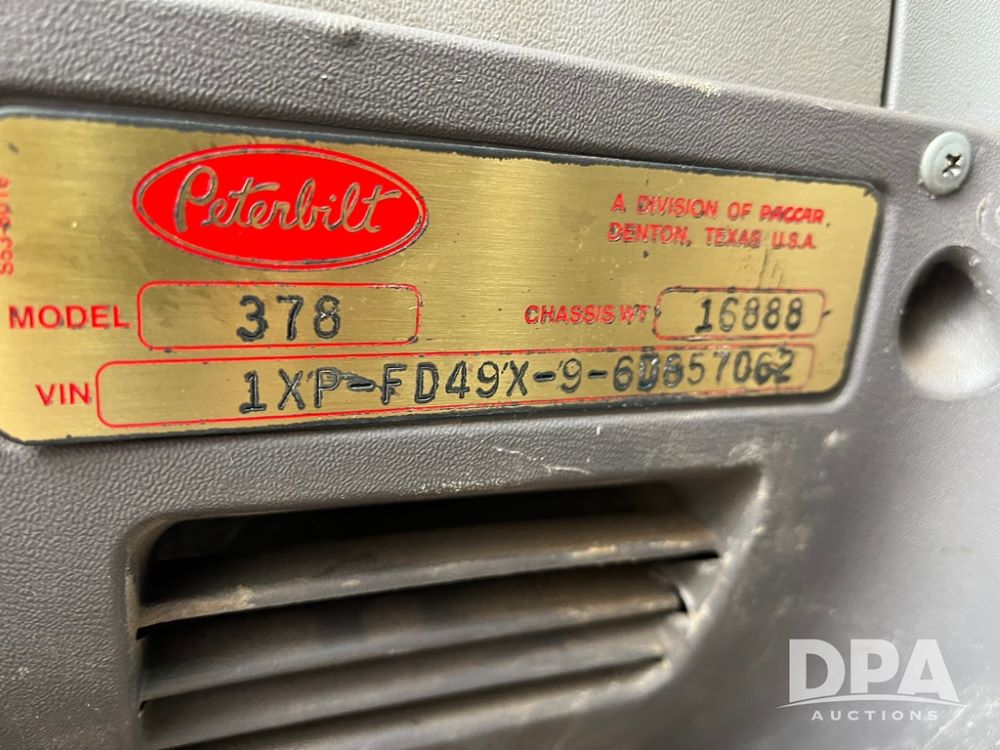 Peterbilt
A DIVISION OF PACCAR
DENTON, TEXAS U.S.A.
MODEL 378
CHASSIS WT 16888
VIN 1XP-FD49X-9-6D857062
DPA
AUCTIONS